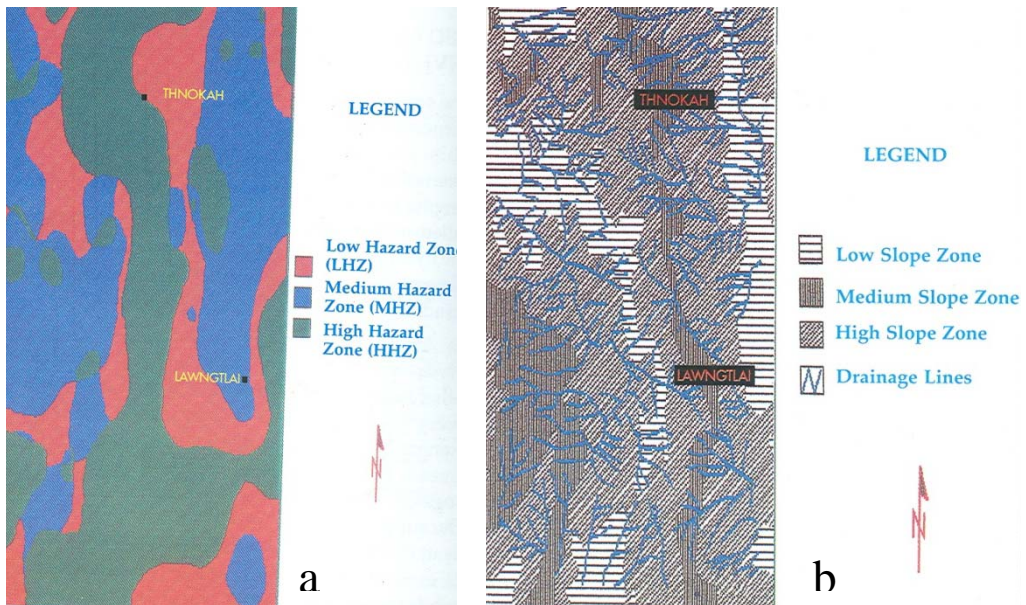 THNOKAH
LEGEND
Low Hazard Zone
(LHZ)
Medium Hazard
Zone (MHZ)
High Hazard
Zone (HHZ)
LAWNGTLAI
N
a
THNOKAH
LEGEND
Low Slope Zone
Medium Slope Zone
High Slope Zone
LAWNGTLAI
Drainage Lines
N
b